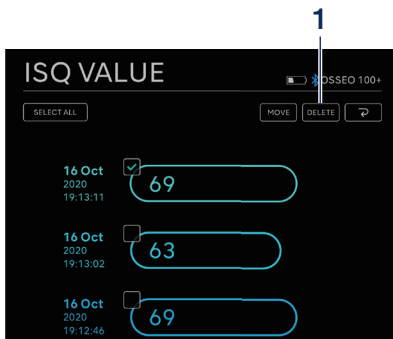 1
ISQ VALUE
OSSEO 100+
SELECT ALL
MOVE DELETE
16 Oct
2020
19:13:11
69
16 Oct
2020
19:13:02
63
16 Oct
2020
19:12:46
69